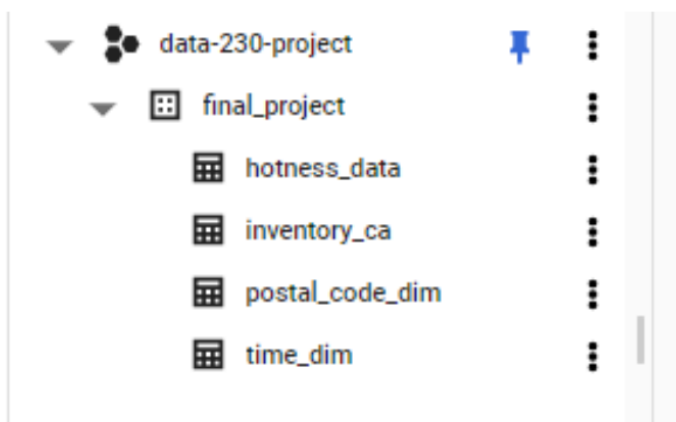 data-230-project
final_project
hotness_data
inventory_ca
postal_code_dim
time_dim